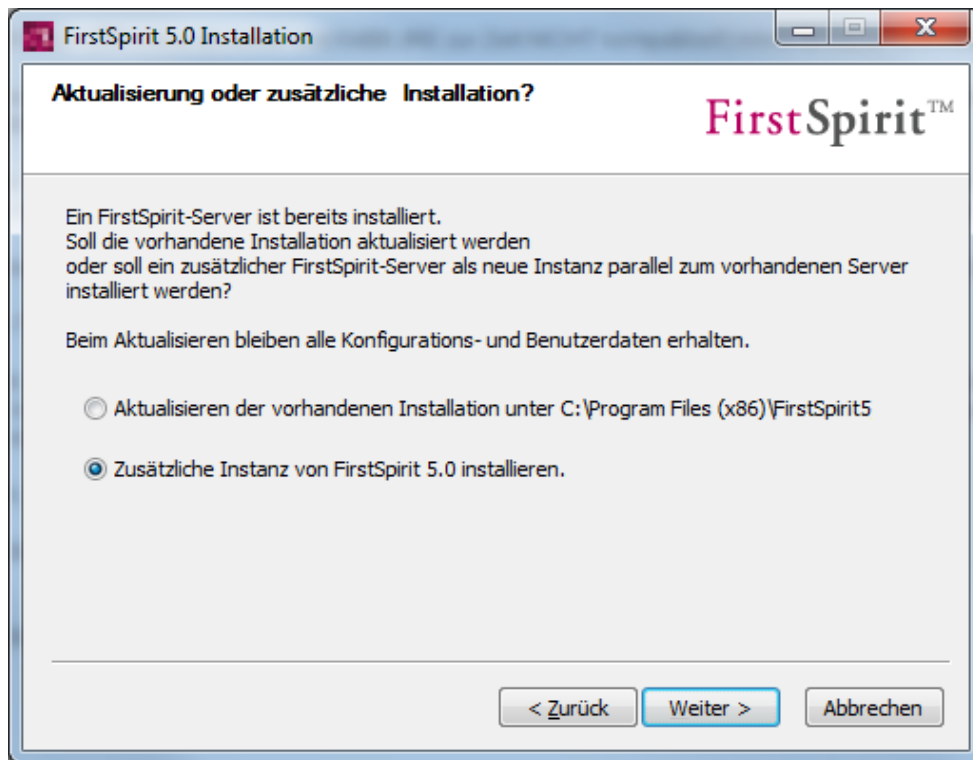 FirstSpirit 5.0 Installation
Aktualisierung oder zusätzliche Installation?
FirstSpirit™
Ein FirstSpirit-Server ist bereits installiert.
Soll die vorhandene Installation aktualisiert werden
oder soll ein zusätzlicher FirstSpirit-Server als neue Instanz parallel zum vorhandenen Server
installiert werden?
Beim Aktualisieren bleiben alle Konfigurations- und Benutzerdaten erhalten.
Aktualisieren der vorhandenen Installation unter C:\Program Files (x86)\FirstSpirit5
Zusätzliche Instanz von FirstSpirit 5.0 installieren.
< Zurück Weiter > Abbrechen